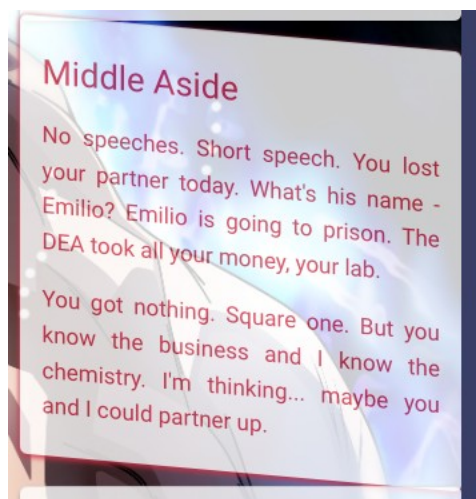 Middle Aside
No speeches. Short speech. You lost
your partner today. What's his name -
Emilio? Emilio is going to prison. The
DEA took all your money, your lab.
You got nothing. Square one. But you
know the business and I know the
chemistry. I'm thinking... maybe you
and I could partner up.